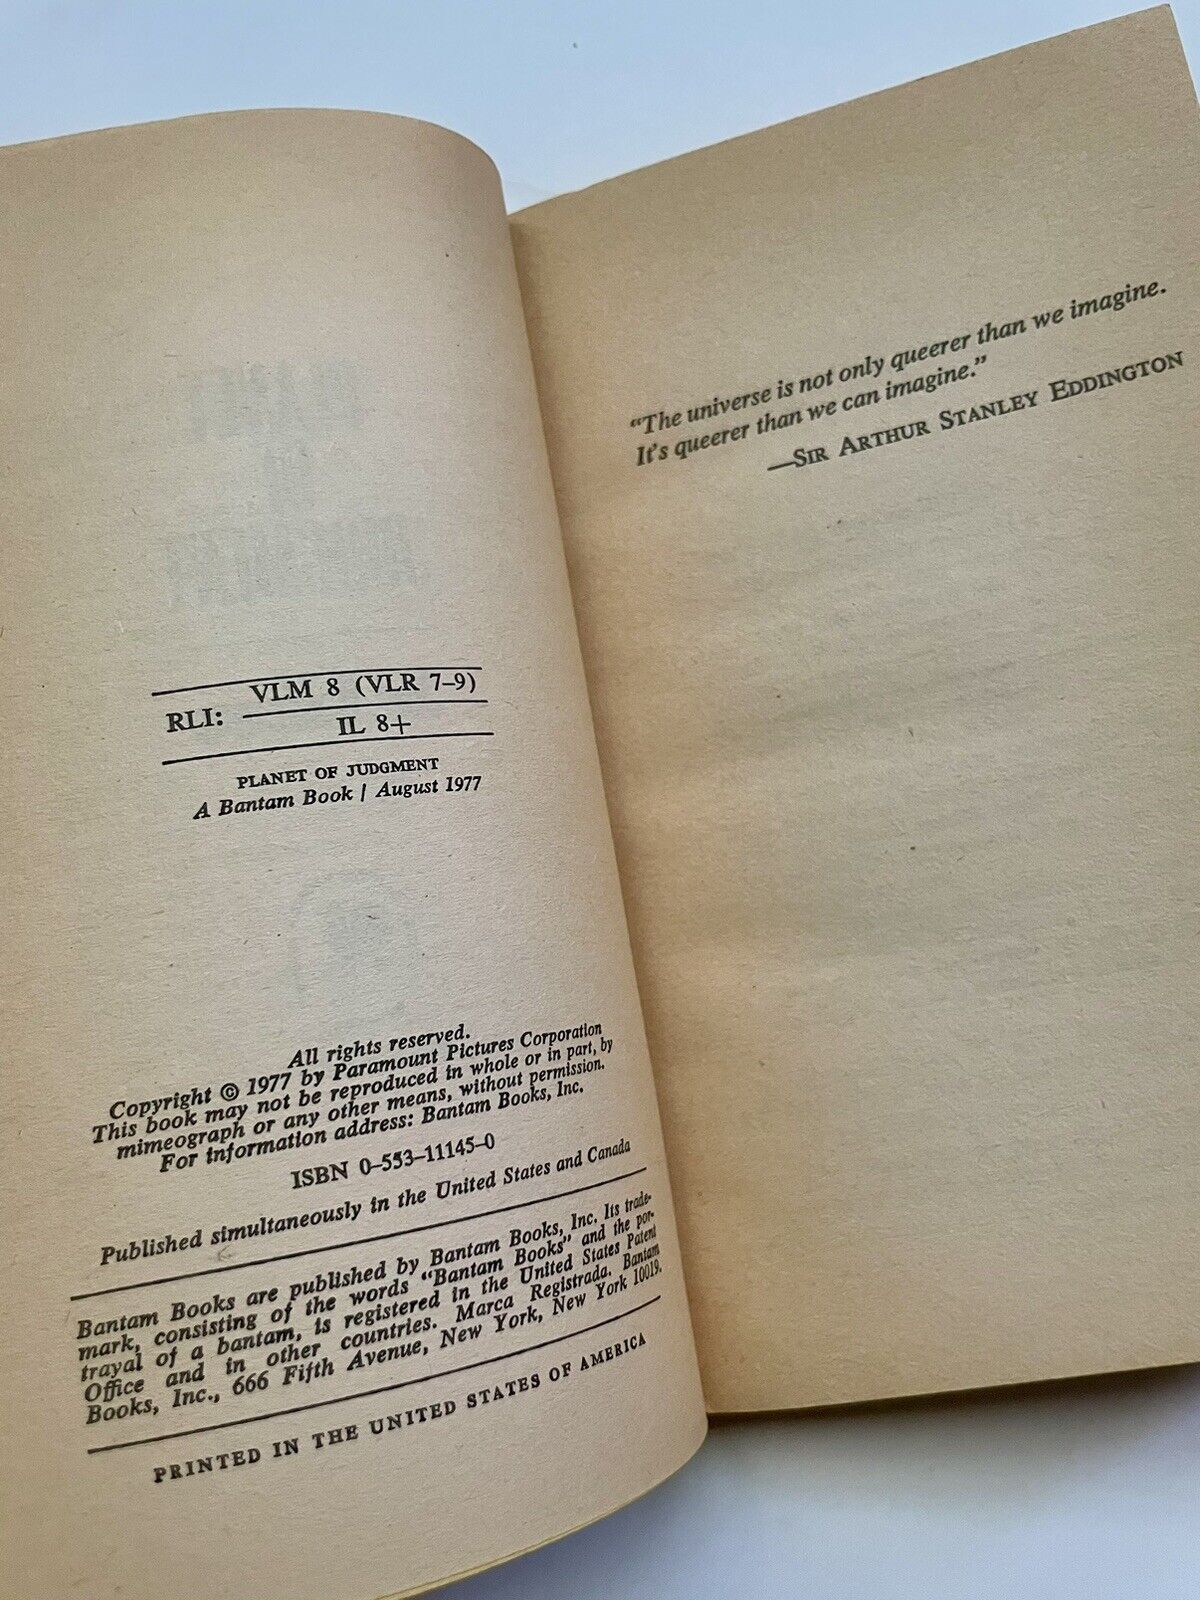 RLI: VLM 8 (VLR 7–9)
IL 8+
PLANET OF JUDGMENT
A Bantam Book / August 1977
All rights reserved.
Copyright © 1977 by Paramount Pictures Corporation
This book may not be reproduced in whole or in part, by
mimeograph or any other means, without permission.
For information address: Bantam Books, Inc.
ISBN 0–553–11145–0
Published simultaneously in the United States and Canada
Bantam Books are published by Bantam Books, Inc. Its trade-
mark, consisting of the words "Bantam Books" and the por-
trayal of a bantam, is registered in the United States Patent
Office and in other countries. Marca Registrada. Bantam
Books, Inc., 666 Fifth Avenue, New York, New York 10019.
PRINTED IN THE UNITED STATES OF AMERICA
"The universe is not only queerer than we imagine.
It's queerer than we can imagine."
—SIR ARTHUR STANLEY EDDINGTON